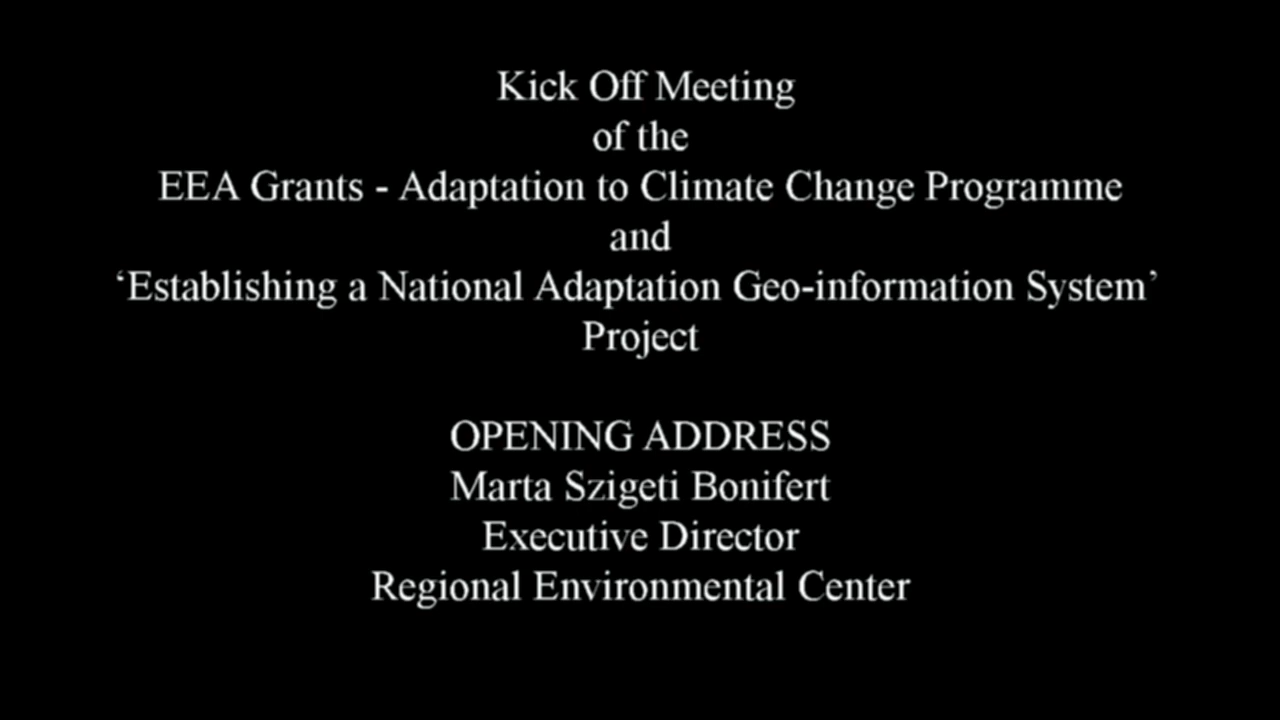 Kick Off Meeting
of the
EEA Grants - Adaptation to Climate Change Programme
and
‘Establishing a National Adaptation Geo-information System’
Project
OPENING ADDRESS
Marta Szigeti Bonifert
Executive Director
Regional Environmental Center